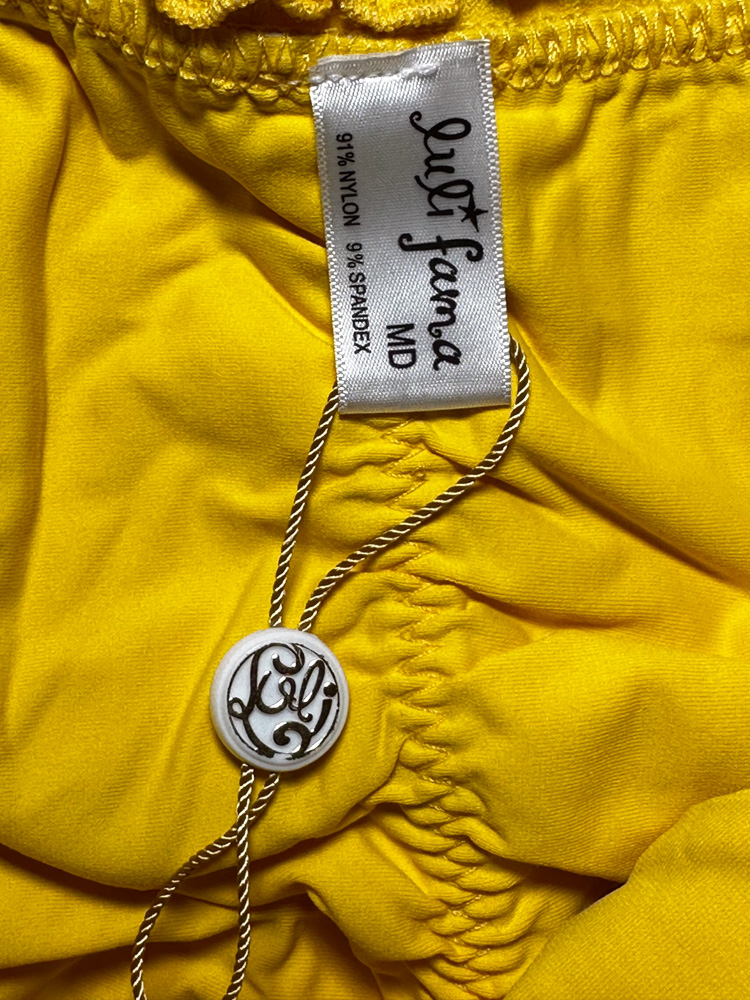 luli fama
MD
91% NYLON 9% SPANDEX
Luli